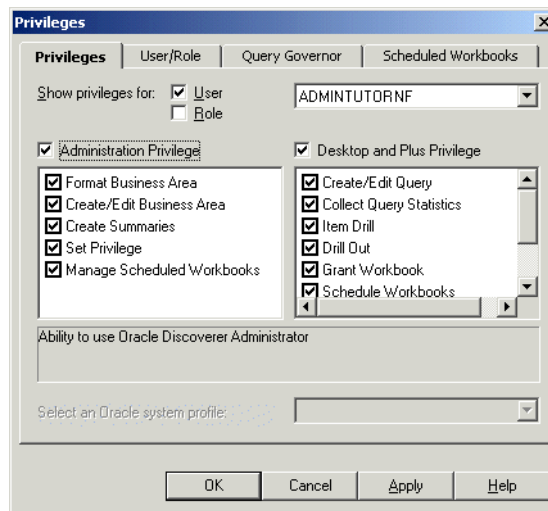 Privileges
Privileges User/Role Query Governor Scheduled Workbooks
Show privileges for: User ADMINTUTORNF
Role
Administration Privilege Desktop and Plus Privilege
Format Business Area
Create/Edit Business Area
Create Summaries
Set Privilege
Manage Scheduled Workbooks
Create/Edit Query
Collect Query Statistics
Item Drill
Drill Out
Grant Workbook
Schedule Workbooks
Ability to use Oracle Discoverer Administrator
Select an Oracle system profile:
OK Cancel Apply Help